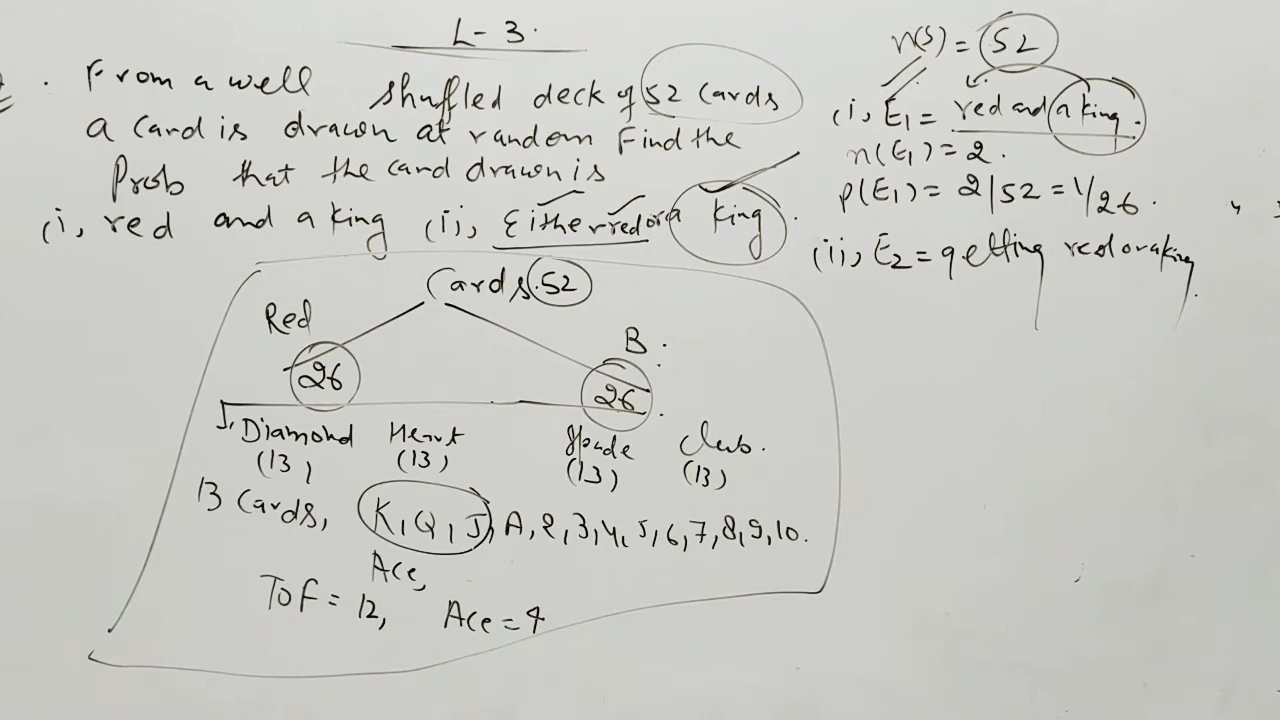 L-3.
. From a well shuffled deck of 52 cards
a card is drawn at random Find the
Prob that the card drawn is
(i, red and a king (ii, Either red or a king.
Cards 52
Red
B.
26
26
Diamond Heart Spade Club.
(13) (13) (13) (13)
13 Cards, K, Q, J, A, 2, 3, 4, 5, 6, 7, 8, 9, 10.
Ace,
TOF = 12, Ace = 4
n(S) = 52
(i, E₁ = red and a king.
n(E₁) = 2.
P(E₁) = 2/52 = 1/26.
(ii, E₂ = getting red or a king.